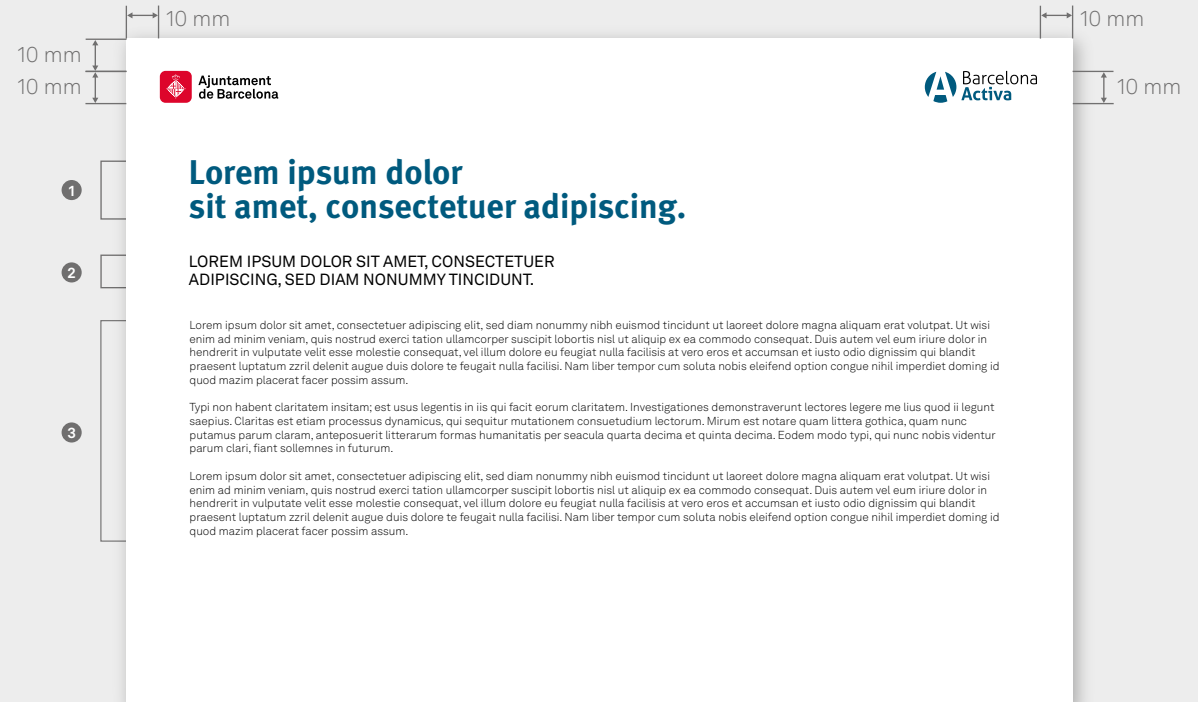 10 mm
10 mm
10 mm
10 mm
10 mm
Ajuntament
de Barcelona
Barcelona
Activa
1
Lorem ipsum dolor
sit amet, consectetuer adipiscing.
2
LOREM IPSUM DOLOR SIT AMET, CONSECTETUER
ADIPISCING, SED DIAM NONUMMY TINCIDUNT.
3
Lorem ipsum dolor sit amet, consectetuer adipiscing elit, sed diam nonummy nibh euismod tincidunt ut laoreet dolore magna aliquam erat volutpat. Ut wisi
enim ad minim veniam, quis nostrud exerci tation ullamcorper suscipit lobortis nisl ut aliquip ex ea commodo consequat. Duis autem vel eum iriure dolor in
hendrerit in vulputate velit esse molestie consequat, vel illum dolore eu feugiat nulla facilisis at vero eros et accumsan et iusto odio dignissim qui blandit
praesent luptatum zzril delenit augue duis dolore te feugait nulla facilisi. Nam liber tempor cum soluta nobis eleifend option congue nihil imperdiet doming id
quod mazim placerat facer possim assum.
Typi non habent claritatem insitam; est usus legentis in iis qui facit eorum claritatem. Investigationes demonstraverunt lectores legere me lius quod ii legunt
saepius. Claritas est etiam processus dynamicus, qui sequitur mutationem consuetudium lectorum. Mirum est notare quam littera gothica, quam nunc
putamus parum claram, anteposuerit litterarum formas humanitatis per seacula quarta decima et quinta decima. Eodem modo typi, qui nunc nobis videntur
parum clari, fiant sollemnes in futurum.
Lorem ipsum dolor sit amet, consectetuer adipiscing elit, sed diam nonummy nibh euismod tincidunt ut laoreet dolore magna aliquam erat volutpat. Ut wisi
enim ad minim veniam, quis nostrud exerci tation ullamcorper suscipit lobortis nisl ut aliquip ex ea commodo consequat. Duis autem vel eum iriure dolor in
hendrerit in vulputate velit esse molestie consequat, vel illum dolore eu feugiat nulla facilisis at vero eros et accumsan et iusto odio dignissim qui blandit
praesent luptatum zzril delenit augue duis dolore te feugait nulla facilisi. Nam liber tempor cum soluta nobis eleifend option congue nihil imperdiet doming id
quod mazim placerat facer possim assum.